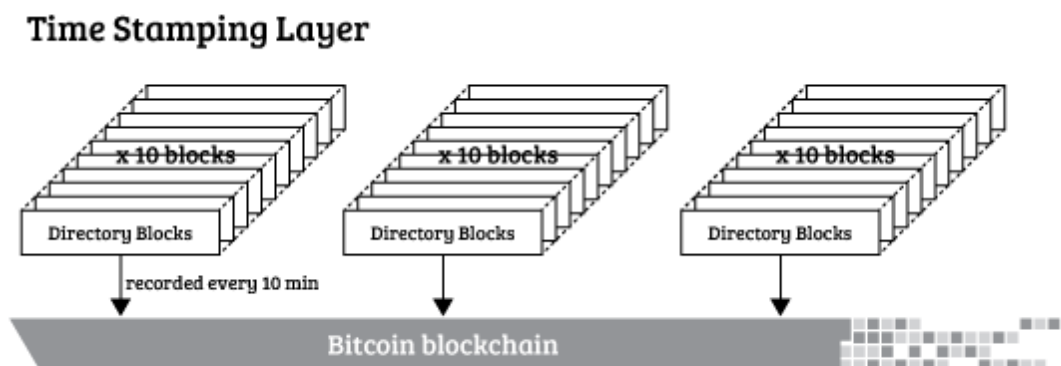 Time Stamping Layer
x 10 blocks
x 10 blocks
x 10 blocks
Directory Blocks
Directory Blocks
Directory Blocks
recorded every 10 min
Bitcoin blockchain